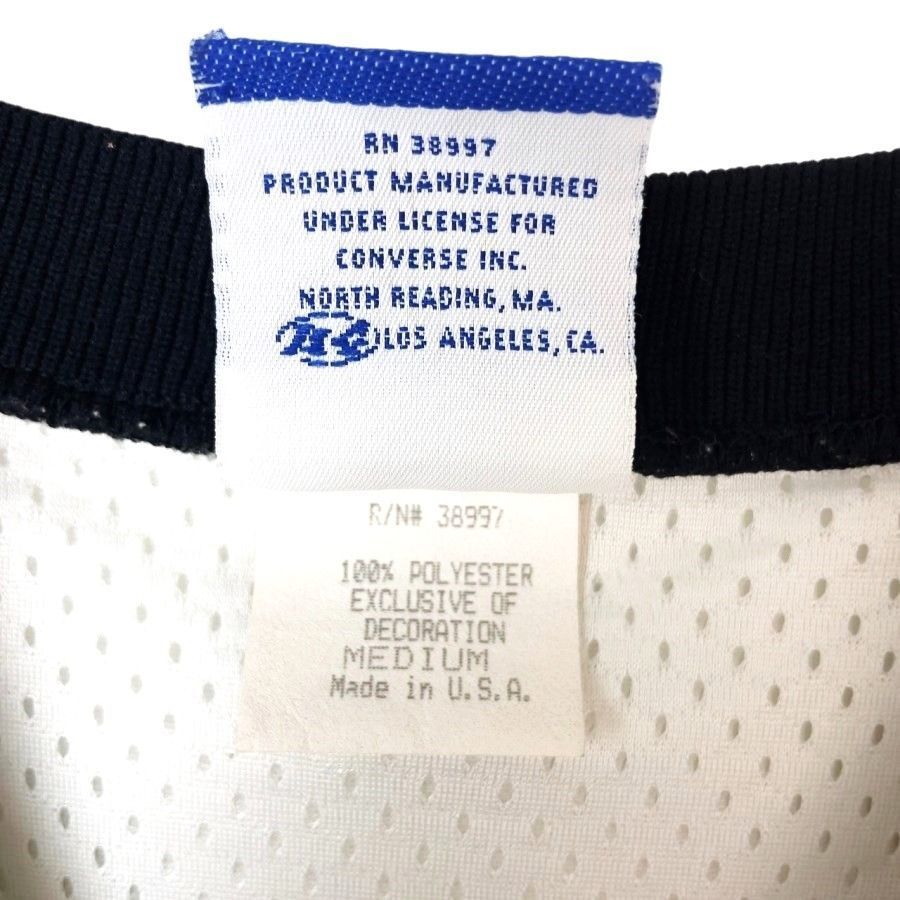 RN 38997
PRODUCT MANUFACTURED
UNDER LICENSE FOR
CONVERSE INC.
NORTH READING, MA.
LOS ANGELES, CA.
R/N# 38997
100% POLYESTER
EXCLUSIVE OF
DECORATION
MEDIUM
Made in U.S.A.